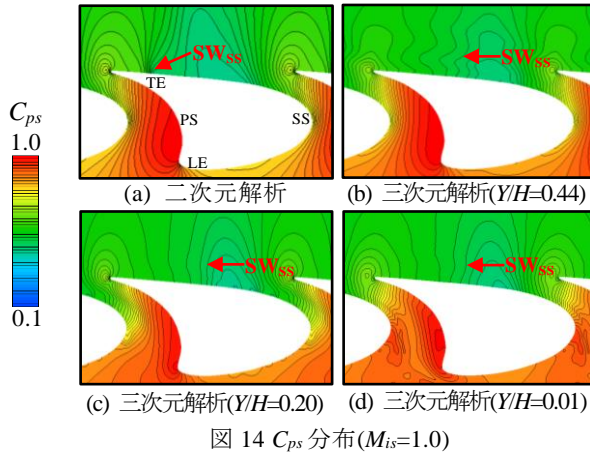 SW_SS
TE
PS
SS
LE
(a) 二次元解析
SW_SS
(b) 三次元解析(Y/H=0.44)
C_ps
1.0
0.1
SW_SS
(c) 三次元解析(Y/H=0.20)
SW_SS
(d) 三次元解析(Y/H=0.01)
図 14 C_ps 分布(M_is=1.0)